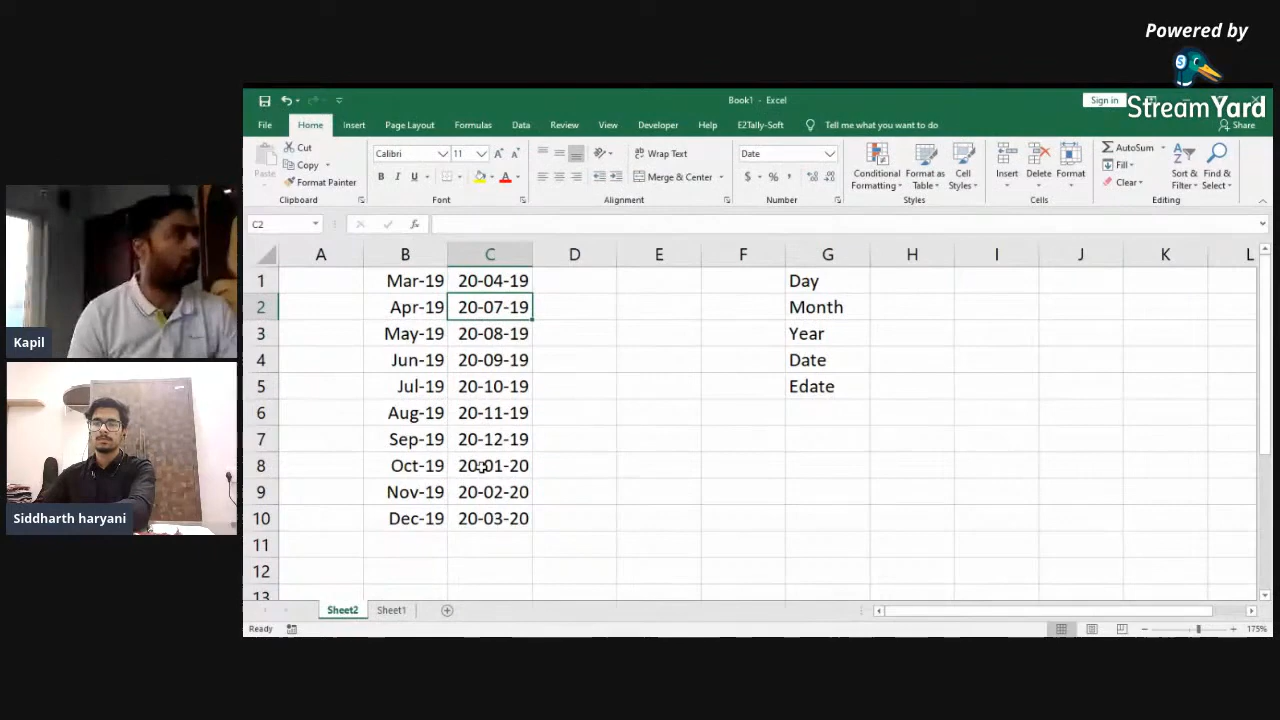 Powered by
StreamYard
Book1 - Excel
Sign in
File Home Insert Page Layout Formulas Data Review View Developer Help E2Tally-Soft Tell me what you want to do Share
Paste
Cut
Copy
Format Painter
Clipboard
Calibri 11
B I U
Font
Wrap Text
Merge & Center
Alignment
Date
$ % ,
Number
Conditional Formatting
Format as Table
Cell Styles
Styles
Insert Delete Format
Cells
AutoSum
Fill
Clear
Sort & Filter
Find & Select
Editing
C2
fx
A B C D E F G H I J K L
1 Mar-19 20-04-19 Day
2 Apr-19 20-07-19 Month
3 May-19 20-08-19 Year
4 Jun-19 20-09-19 Date
5 Jul-19 20-10-19 Edate
6 Aug-19 20-11-19
7 Sep-19 20-12-19
8 Oct-19 20-01-20
9 Nov-19 20-02-20
10 Dec-19 20-03-20
11
12
13
Sheet2 Sheet1
Ready
175%
Kapil
Siddharth haryani